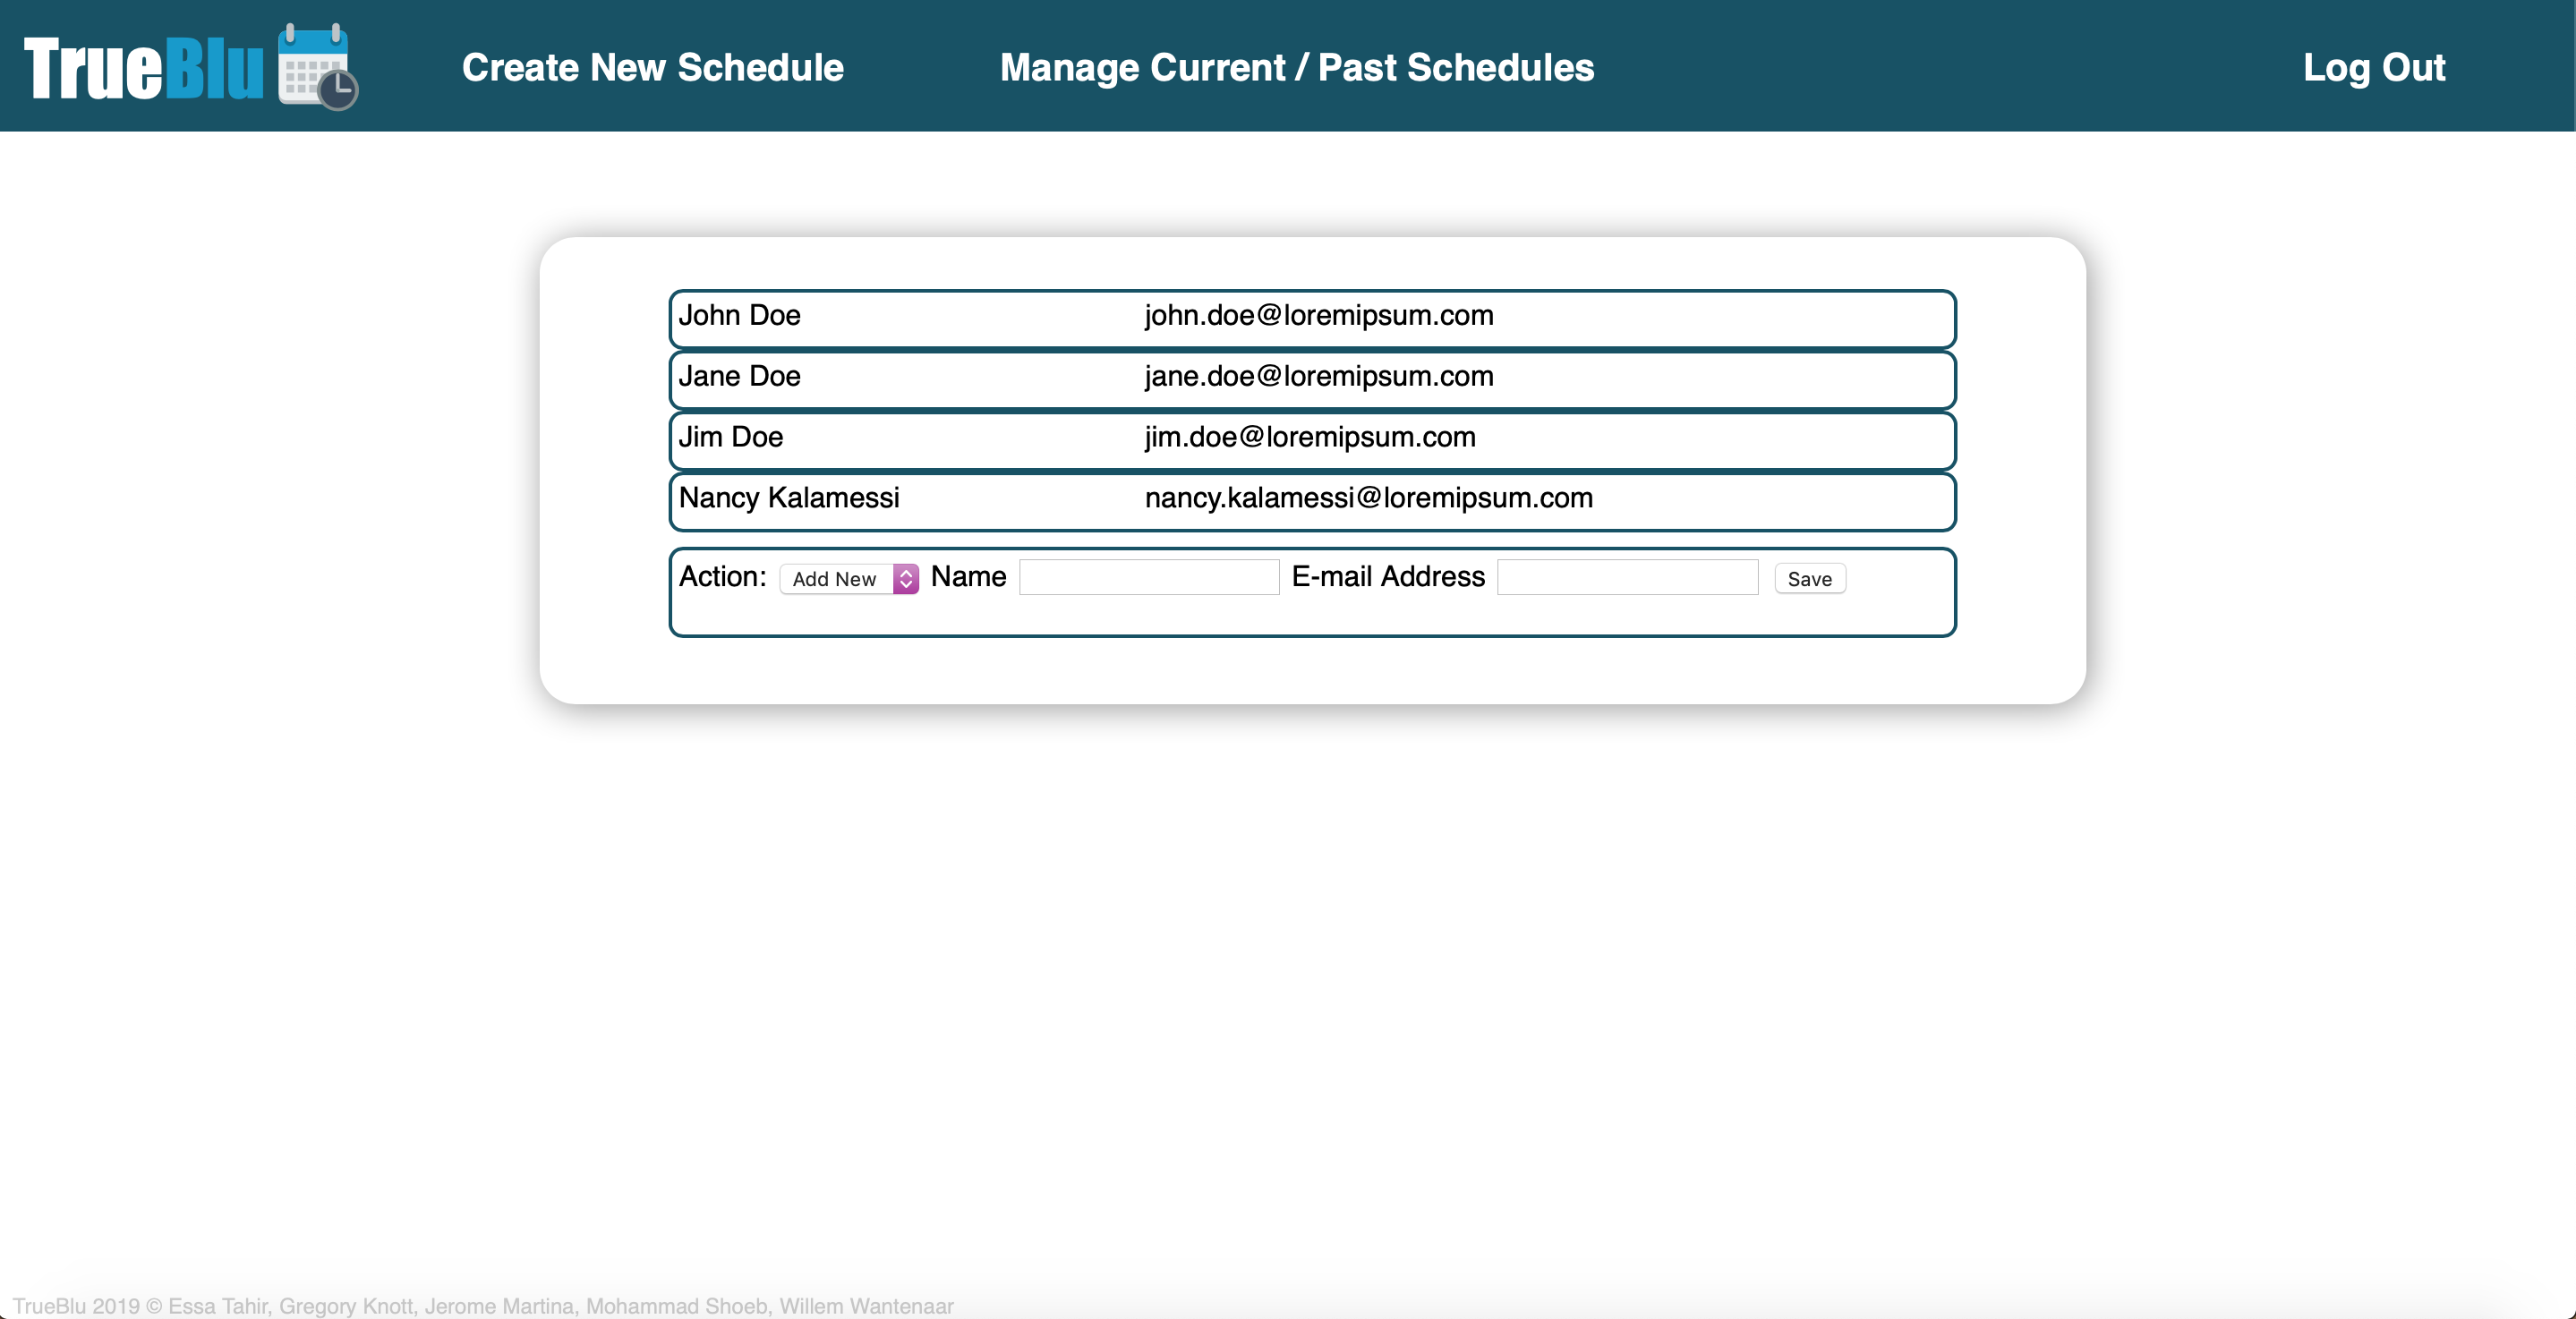 TrueBlu Create New Schedule Manage Current / Past Schedules Log Out
John Doe john.doe@loremipsum.com
Jane Doe jane.doe@loremipsum.com
Jim Doe jim.doe@loremipsum.com
Nancy Kalamessi nancy.kalamessi@loremipsum.com
Action: Add New Name E-mail Address Save
TrueBlu 2019 © Essa Tahir, Gregory Knott, Jerome Martina, Mohammad Shoeb, Willem Wantenaar